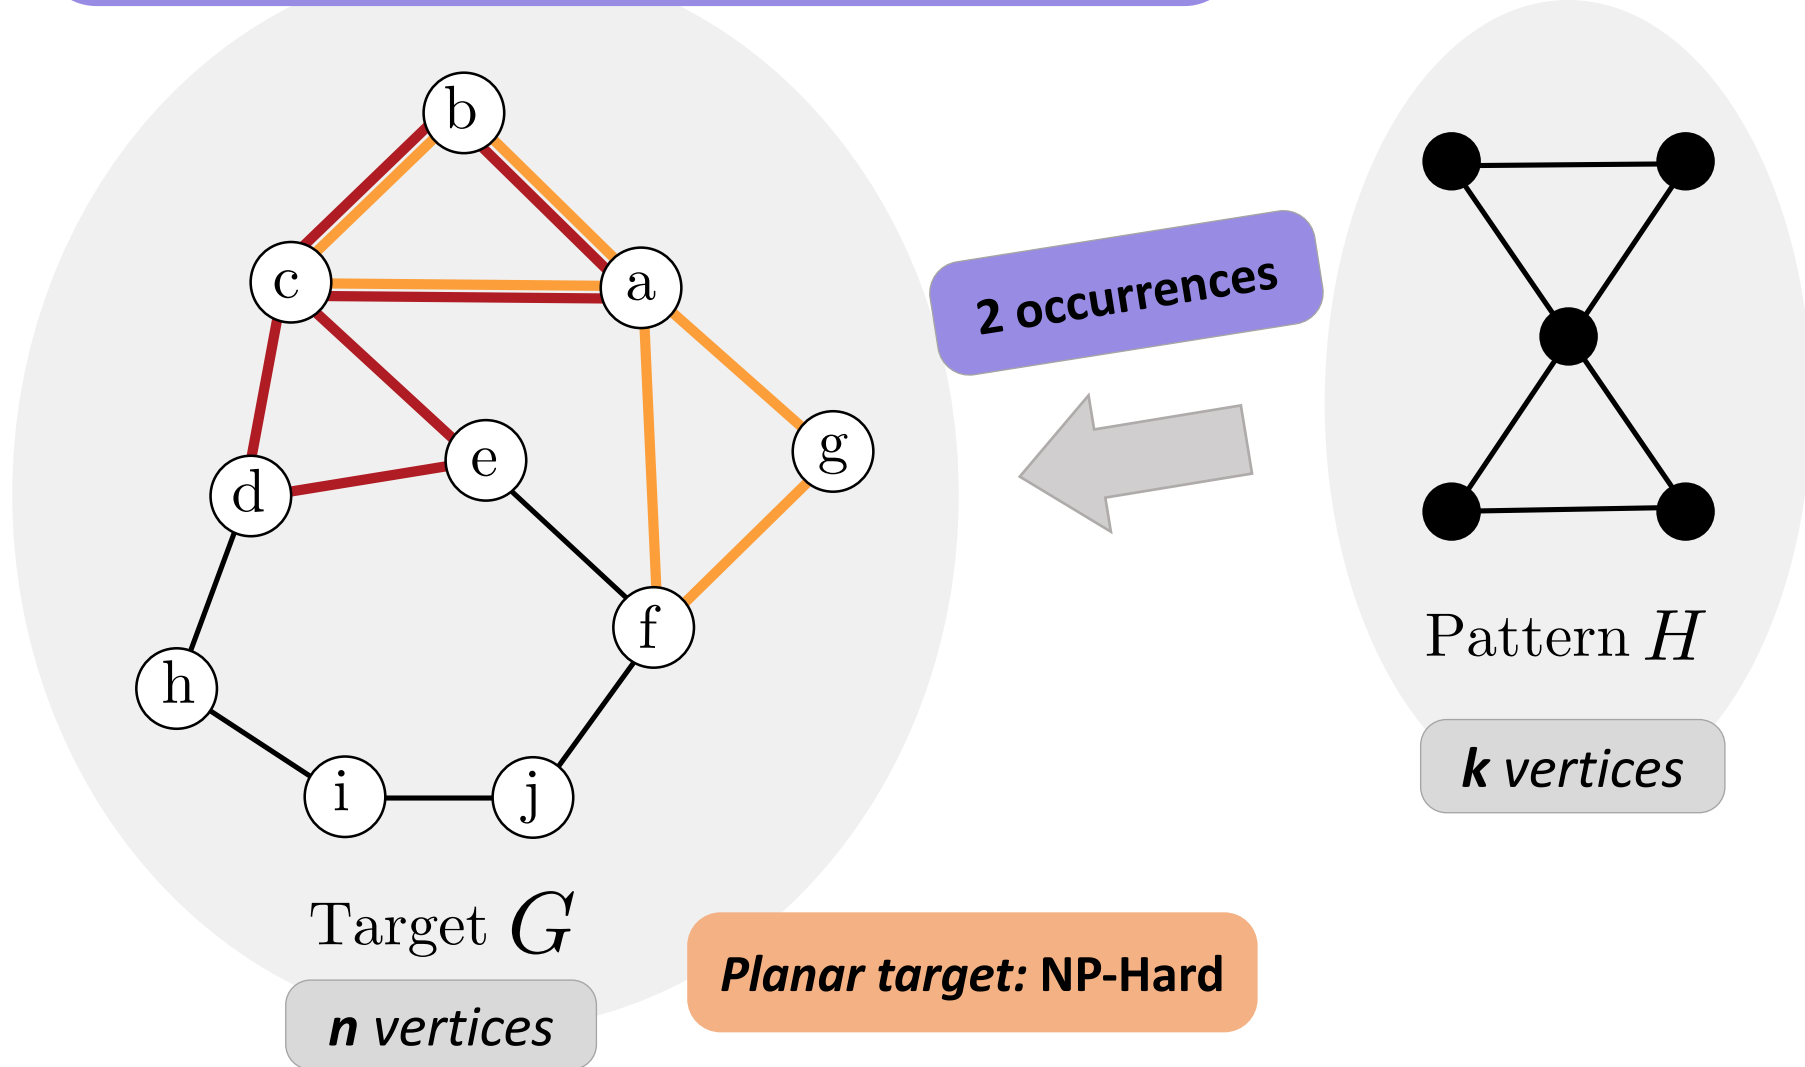 b
c
a
e
g
d
f
h
i
j
2 occurrences
Target G
n vertices
Planar target: NP-Hard
Pattern H
k vertices